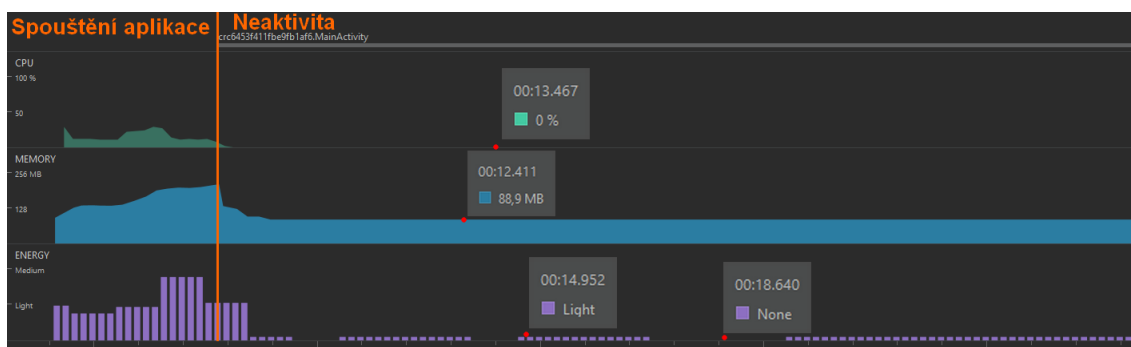 Spouštění aplikace
Neaktivita
crc6453f411fbe9fb1af6.MainActivity
CPU
100 %
50
00:13.467
0 %
MEMORY
256 MB
128
00:12.411
88,9 MB
ENERGY
Medium
Light
00:14.952
Light
00:18.640
None